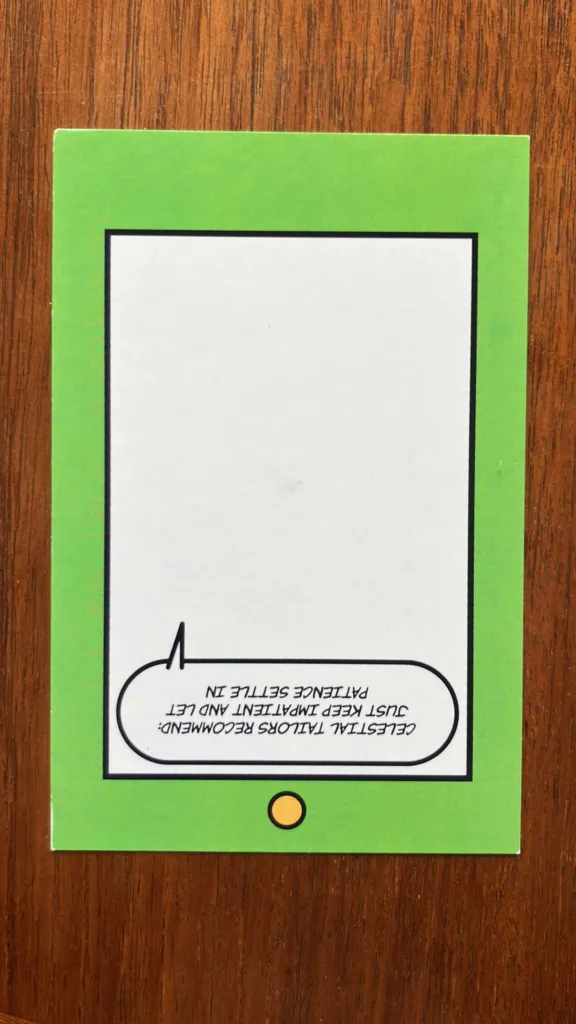 CELESTIAL TAILORS RECOMMEND:
JUST KEEP IMPATIENT AND LET
PATIENCE SETTLE IN